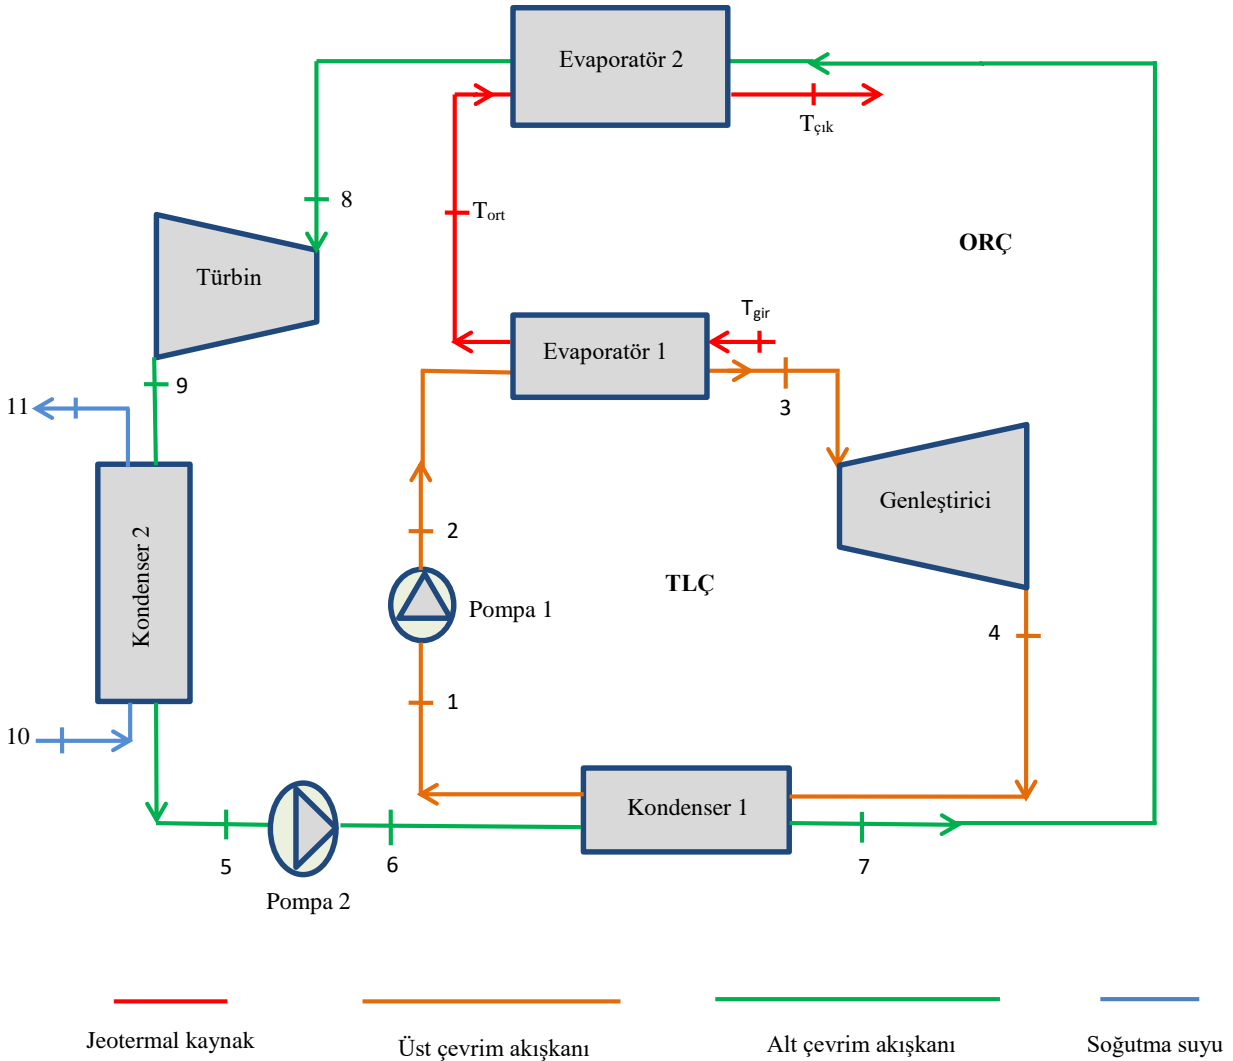 Evaporatör 2
Tçık
8
Tort
ORÇ
Türbin
Tgir
Evaporatör 1
9
3
11
Genleştirici
Kondenser 2
2
TLÇ
Pompa 1
4
1
10
Kondenser 1
5
6
7
Pompa 2
Jeotermal kaynak
Üst çevrim akışkanı
Alt çevrim akışkanı
Soğutma suyu